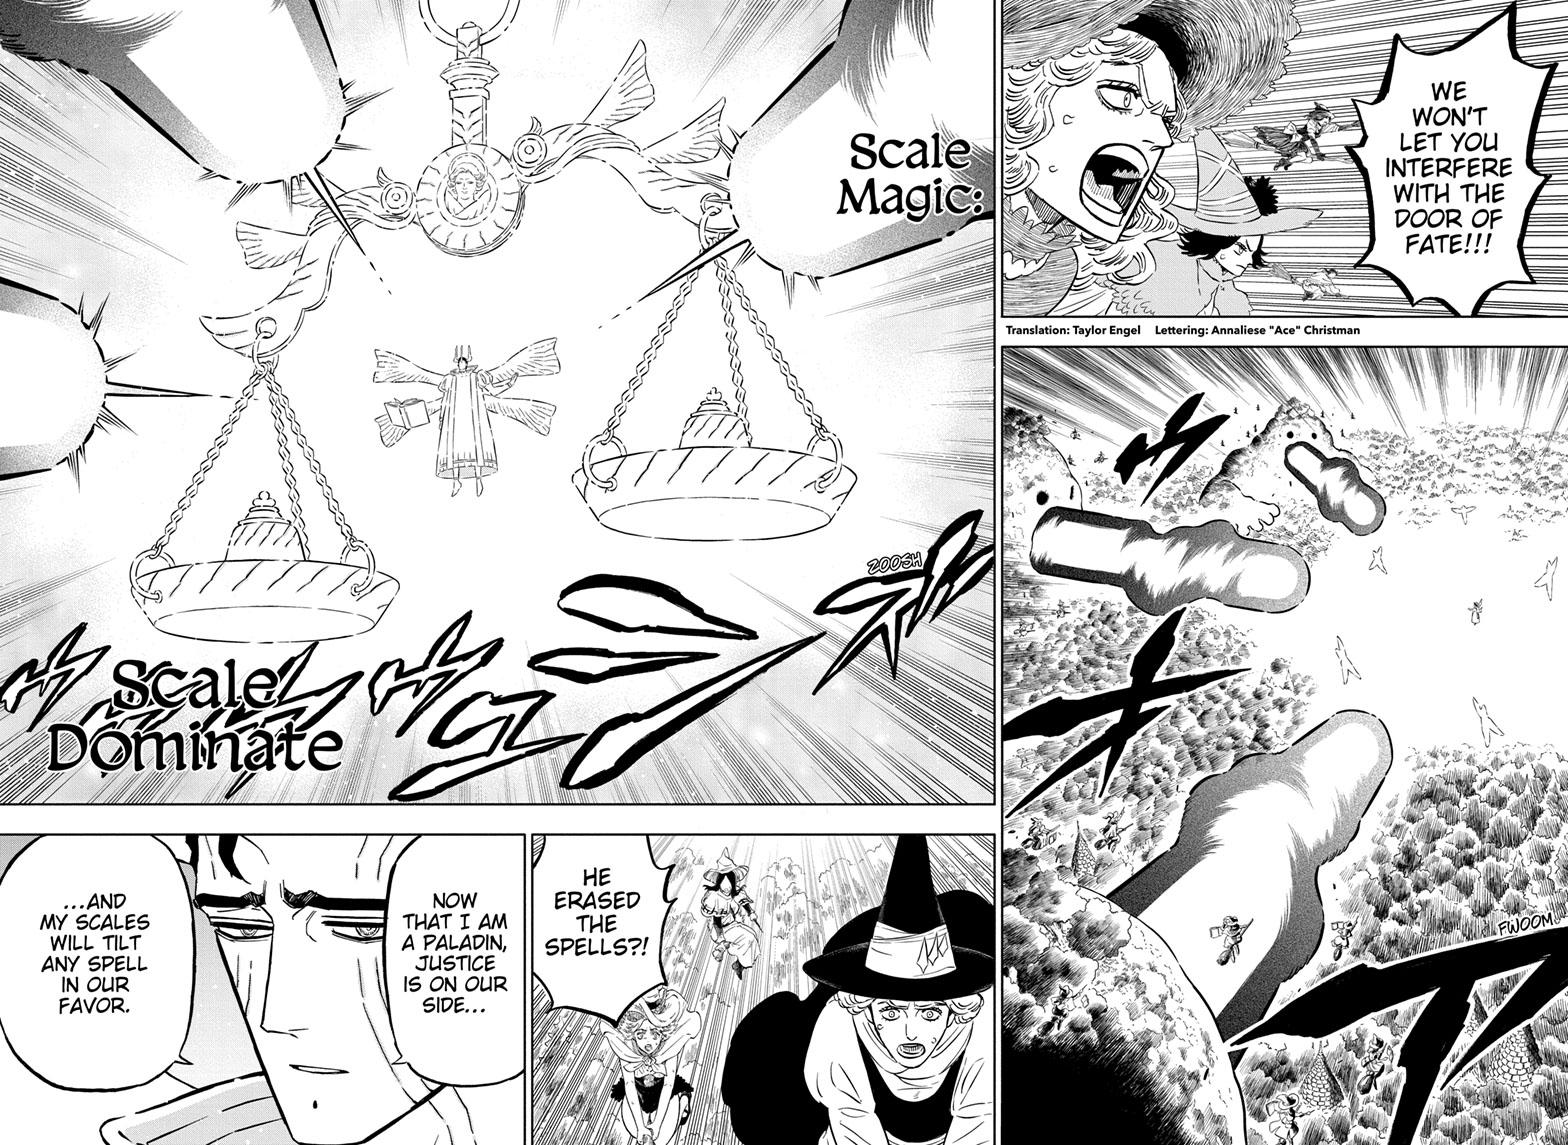 WE
WON'T
LET YOU
INTERFERE
WITH THE
DOOR OF
FATE!!!
Translation: Taylor Engel Lettering: Annaliese "Ace" Christman
FWOOM
Scale
Magic:
ZOOSH
Scale
Dominate
HE
ERASED
THE
SPELLS?!
NOW
THAT I AM
A PALADIN,
JUSTICE
IS ON OUR
SIDE...
...AND
MY SCALES
WILL TILT
ANY SPELL
IN OUR
FAVOR.